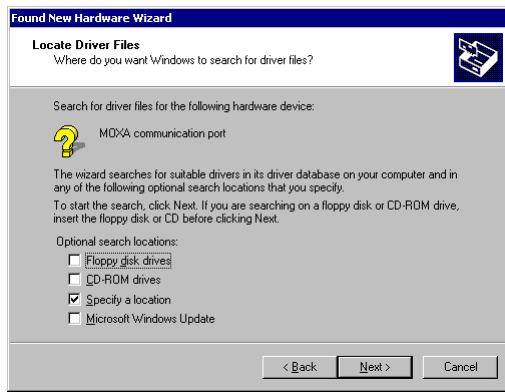 Found New Hardware Wizard
Locate Driver Files
Where do you want Windows to search for driver files?
Search for driver files for the following hardware device:
MOXA communication port
The wizard searches for suitable drivers in its driver database on your computer and in
any of the following optional search locations that you specify.
To start the search, click Next. If you are searching on a floppy disk or CD-ROM drive,
insert the floppy disk or CD before clicking Next.
Optional search locations:
Floppy disk drives
CD-ROM drives
Specify a location
Microsoft Windows Update
< Back Next > Cancel